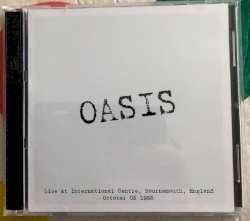 OASIS
Live at International Centre, Bournemouth, England
October 05 1995